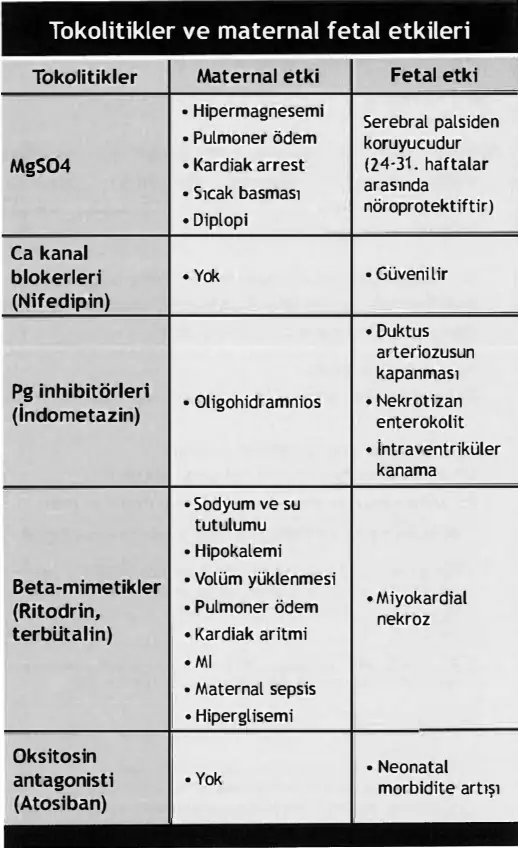 Tokolitikler ve maternal fetal etkileri
Tokolitikler
Maternal etki
Fetal etki
MgSO4
• Hipermagnesemi
• Pulmoner ödem
• Kardiak arrest
• Sıcak basması
• Diplopi
Serebral palsiden
koruyucudur
(24-31. haftalar
arasında
nöroprotektiftir)
Ca kanal
blokerleri
(Nifedipin)
• Yok
• Güvenilir
Pg inhibitörleri
(İndometazin)
• Oligohidramnios
• Duktus
arteriozusun
kapanması
• Nekrotizan
enterokolit
• İntraventriküler
kanama
Beta-mimetikler
(Ritodrin,
terbütalin)
• Sodyum ve su
tutulumu
• Hipokalemi
• Volüm yüklenmesi
• Pulmoner ödem
• Kardiak aritmi
• MI
• Maternal sepsis
• Hiperglisemi
• Miyokardial
nekroz
Oksitosin
antagonisti
(Atosiban)
• Yok
• Neonatal
morbidite artışı